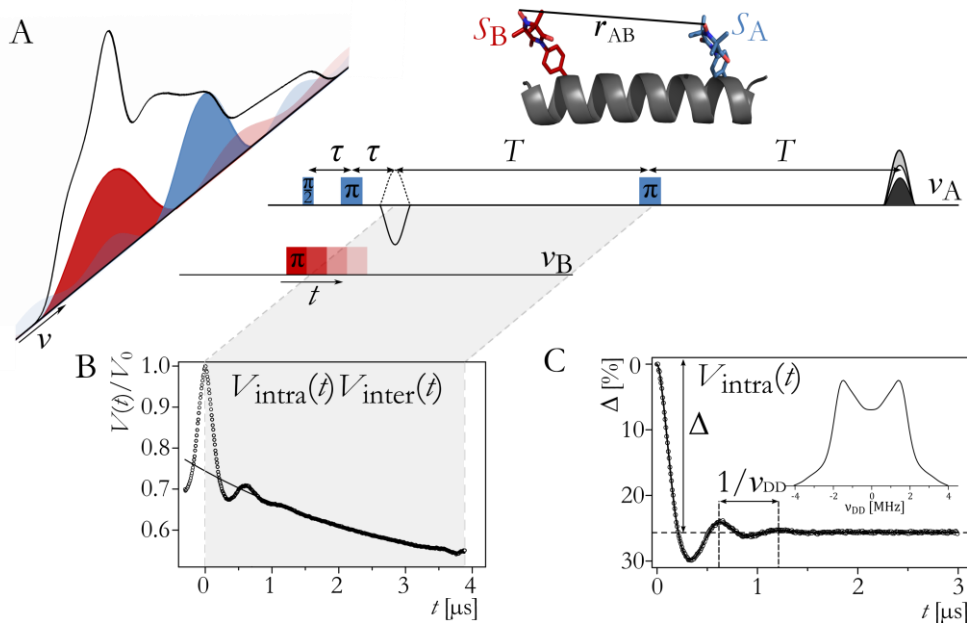 A
S_B
r_AB
S_A
τ τ T T
π/2 π π ν_A
π ν_B
t
ν
B
V(t)/V_0
1.0
0.9
0.8
0.7
0.6
V_intra(t) V_inter(t)
0 1 2 3 4
t [μs]
C
Δ [%]
0
10
20
30
V_intra(t)
Δ
1/ν_DD
-4 -2 0 2 4
ν_DD [MHz]
0 1 2 3
t [μs]